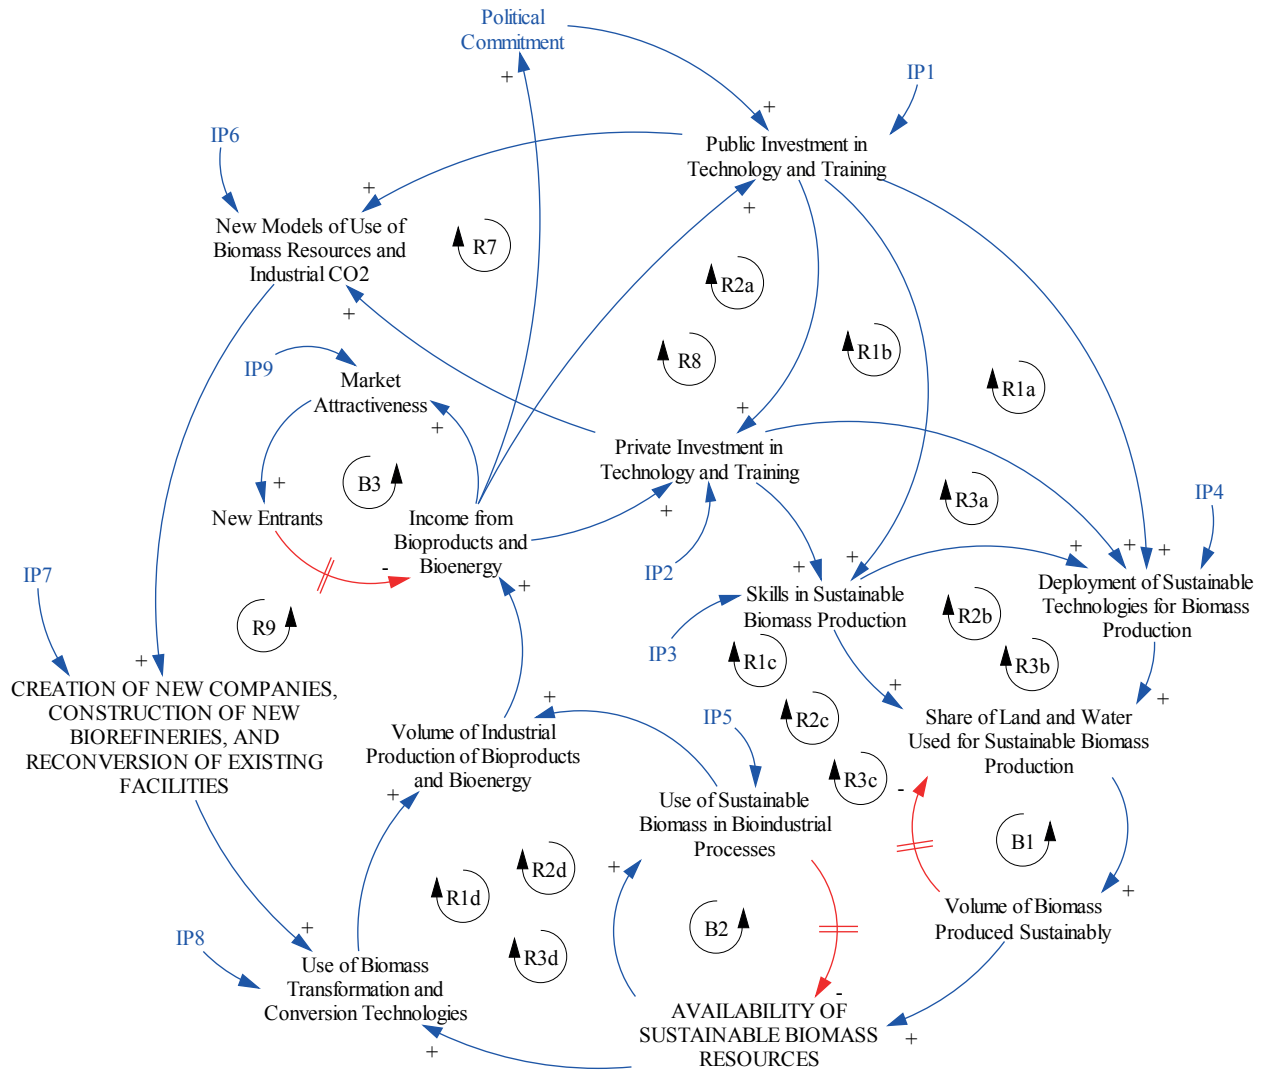 Political
Commitment
+
+
IP1
Public Investment in
Technology and Training
IP6
+
+
New Models of Use of
Biomass Resources and
Industrial CO2
R7
R2a
+
R8
R1b
R1a
IP9
Market
Attractiveness
+
+
Private Investment in
Technology and Training
B3
+
+
R3a
IP4
New Entrants
Income from
Bioproducts and
Bioenergy
-
+
IP2
+
+
+
+
+
IP7
Skills in Sustainable
Biomass Production
Deployment of Sustainable
Technologies for Biomass
Production
R9
IP3
R2b
R3b
R1c
+
CREATION OF NEW COMPANIES,
CONSTRUCTION OF NEW
BIOREFINERIES, AND
RECONVERSION OF EXISTING
FACILITIES
+
+
+
IP5
R2c
Volume of Industrial
Production of Bioproducts
and Bioenergy
Share of Land and Water
Used for Sustainable Biomass
Production
R3c
+
-
Use of Sustainable
Biomass in Bioindustrial
Processes
B1
+
R2d
R1d
+
Volume of Biomass
Produced Sustainably
B2
IP8
+
R3d
Use of Biomass
Transformation and
Conversion Technologies
-
AVAILABILITY OF
SUSTAINABLE BIOMASS
RESOURCES
+
+